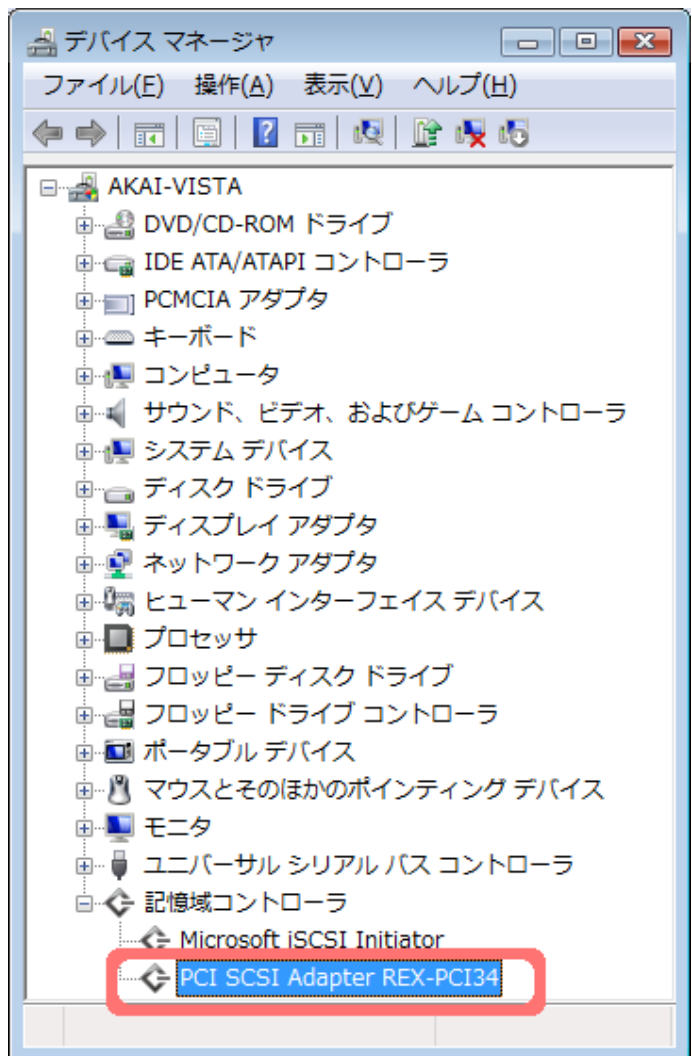 デバイス マネージャ
ファイル(F) 操作(A) 表示(V) ヘルプ(H)
AKAI-VISTA
DVD/CD-ROM ドライブ
IDE ATA/ATAPI コントローラ
PCMCIA アダプタ
キーボード
コンピュータ
サウンド、ビデオ、およびゲーム コントローラ
システム デバイス
ディスク ドライブ
ディスプレイ アダプタ
ネットワーク アダプタ
ヒューマン インターフェイス デバイス
プロセッサ
フロッピー ディスク ドライブ
フロッピー ドライブ コントローラ
ポータブル デバイス
マウスとそのほかのポインティング デバイス
モニタ
ユニバーサル シリアル バス コントローラ
記憶域コントローラ
Microsoft iSCSI Initiator
PCI SCSI Adapter REX-PCI34